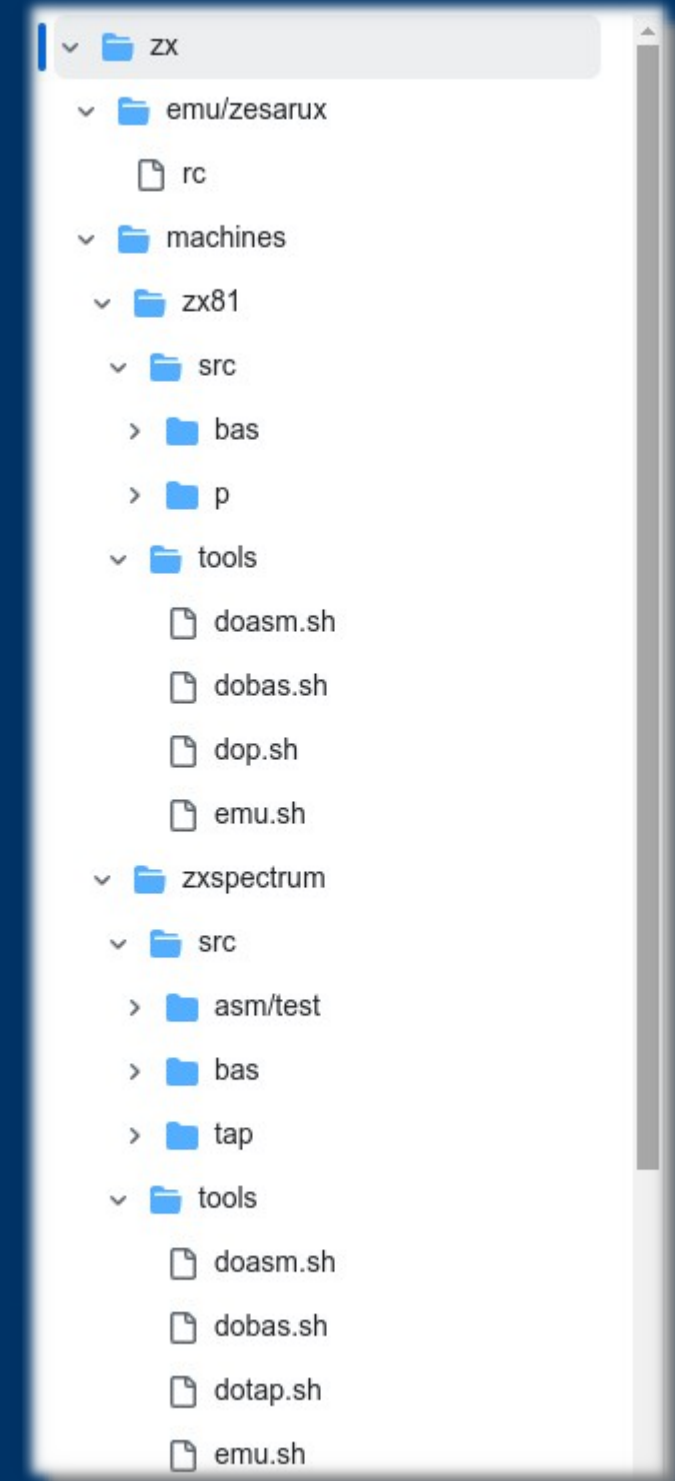 zx
emu/zesarux
rc
machines
zx81
src
bas
p
tools
doasm.sh
dobas.sh
dop.sh
emu.sh
zxspectrum
src
asm/test
bas
tap
tools
doasm.sh
dobas.sh
dotap.sh
emu.sh